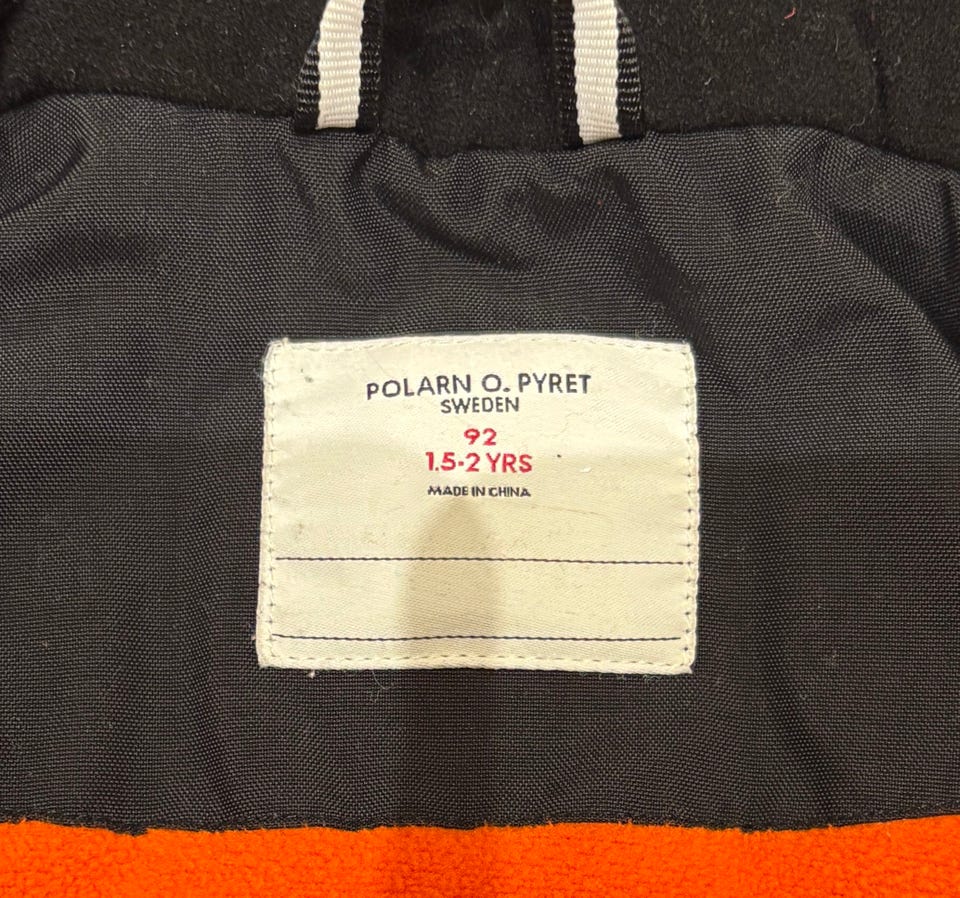 POLARN O. PYRET
SWEDEN
92
1.5-2 YRS
MADE IN CHINA